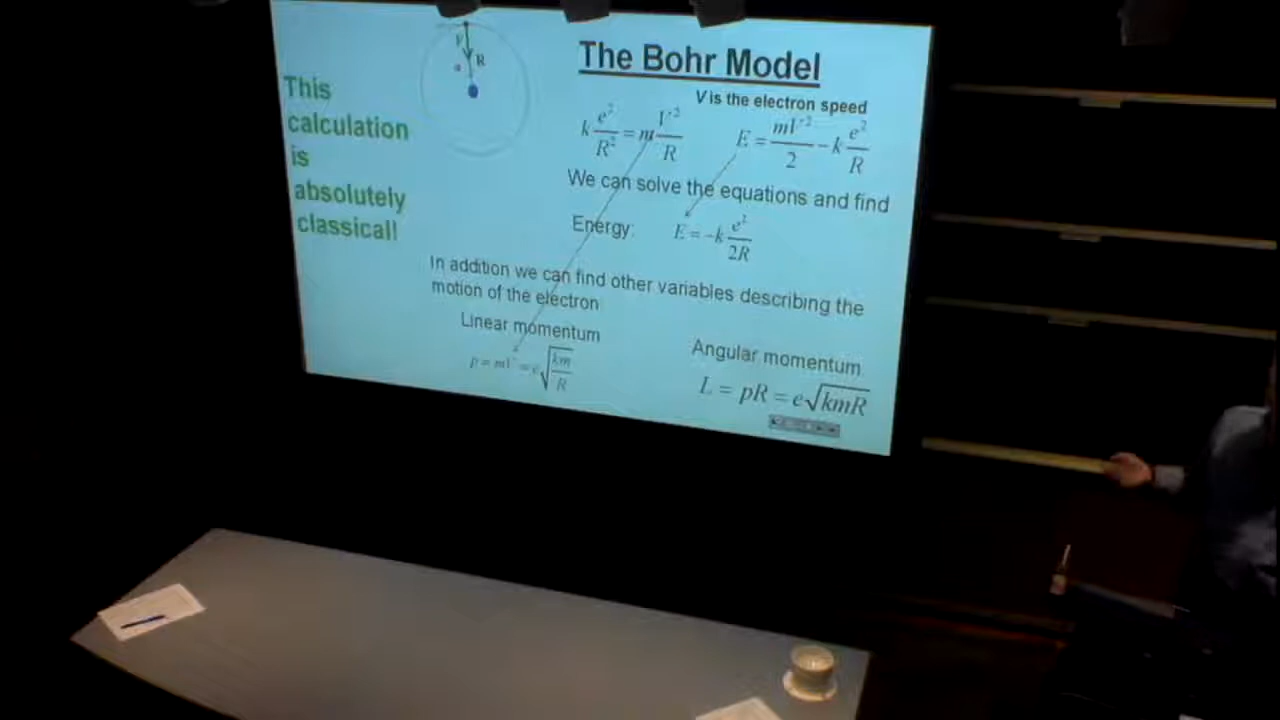 The Bohr Model
This
calculation
is
absolutely
classical!
R
V is the electron speed
k e²/R² = m V²/R
E = mV²/2 − k e²/R
We can solve the equations and find
Energy: E = −k e²/2R
In addition we can find other variables describing the
motion of the electron
Linear momentum
p = mV = e√(km/R)
Angular momentum
L = pR = e√kmR